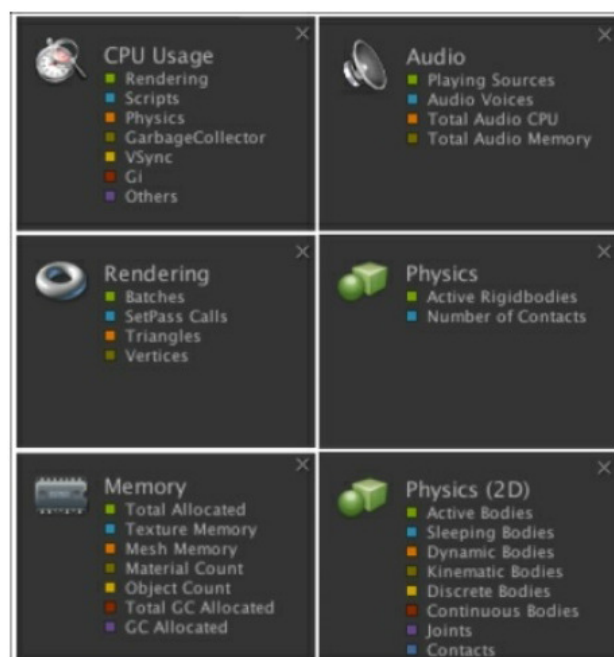 CPU Usage
Rendering
Scripts
Physics
GarbageCollector
VSync
Gi
Others
Audio
Playing Sources
Audio Voices
Total Audio CPU
Total Audio Memory
Rendering
Batches
SetPass Calls
Triangles
Vertices
Physics
Active Rigidbodies
Number of Contacts
Memory
Total Allocated
Texture Memory
Mesh Memory
Material Count
Object Count
Total GC Allocated
GC Allocated
Physics (2D)
Active Bodies
Sleeping Bodies
Dynamic Bodies
Kinematic Bodies
Discrete Bodies
Continuous Bodies
Joints
Contacts